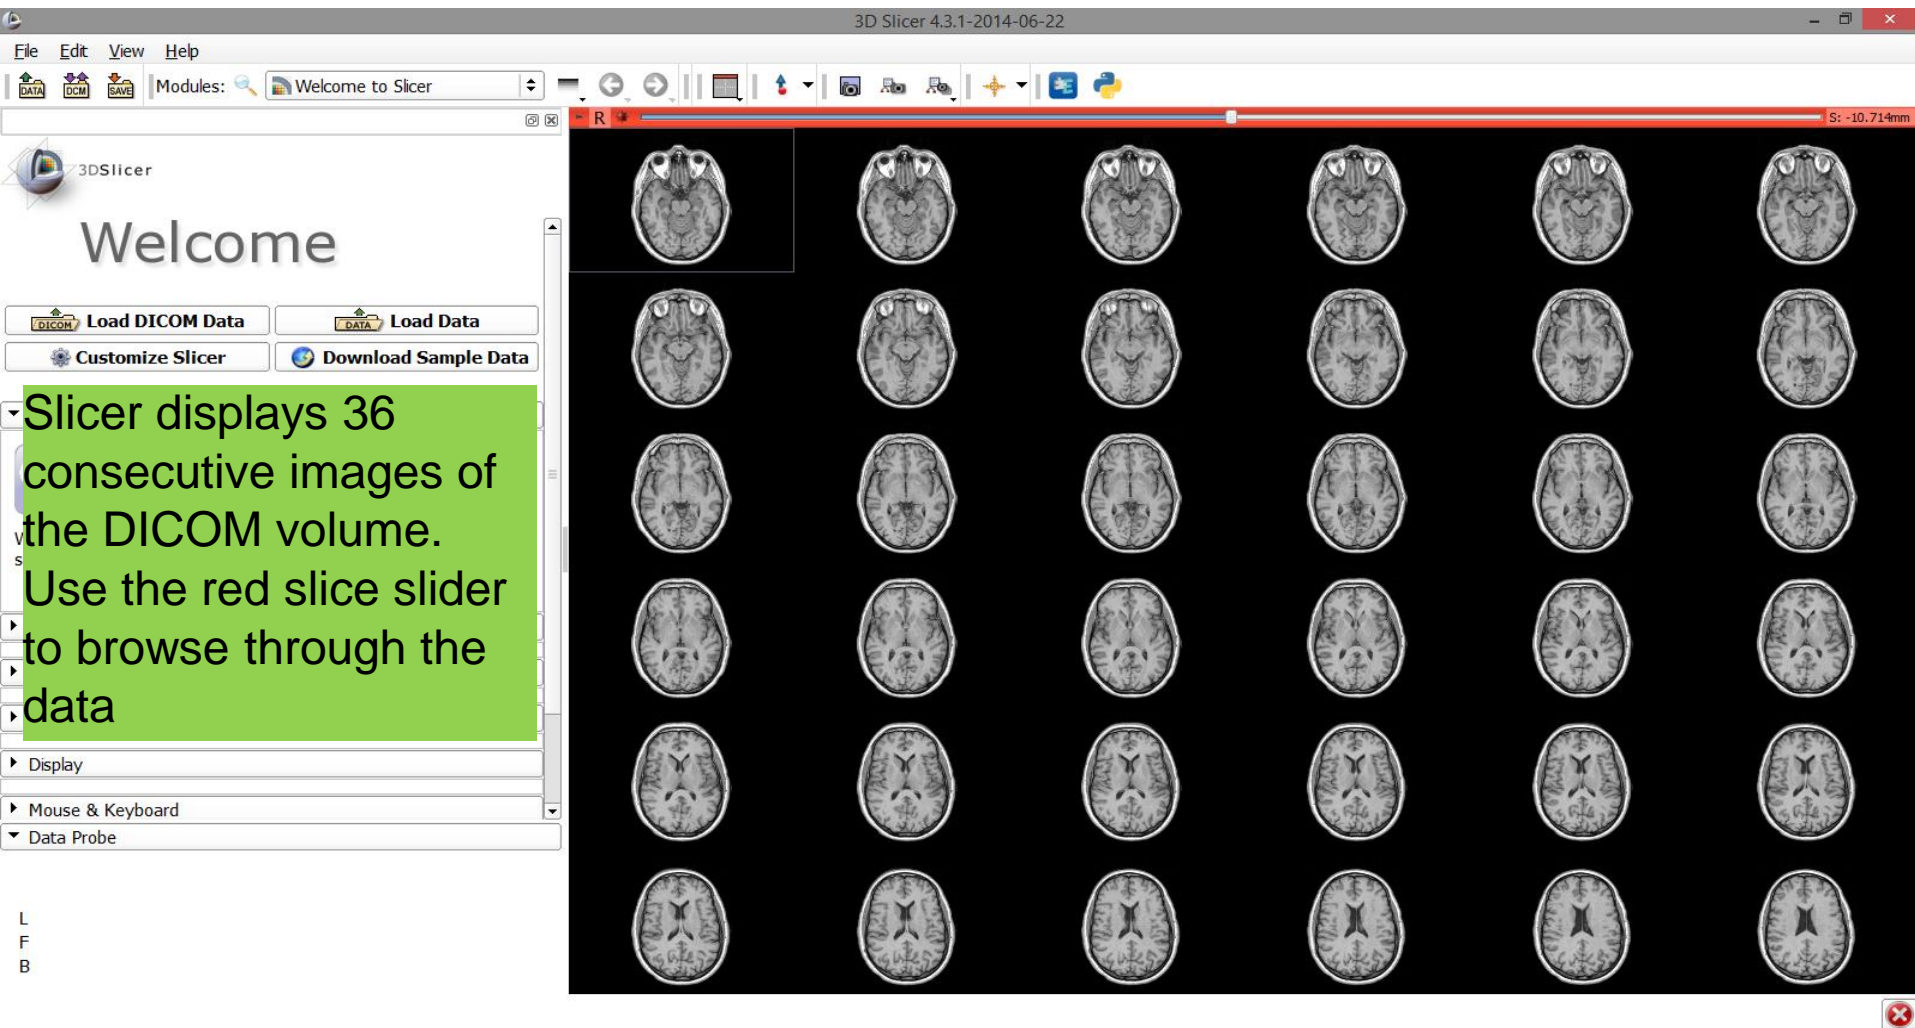 3D Slicer 4.3.1-2014-06-22
File Edit View Help
DATA DCM SAVE Modules: Welcome to Slicer
R S: -10.714mm
3DSlicer
Welcome
DICOM Load DICOM Data DATA Load Data
Customize Slicer Download Sample Data
Slicer displays 36
consecutive images of
the DICOM volume.
Use the red slice slider
to browse through the
data
Display
Mouse & Keyboard
Data Probe
L
F
B